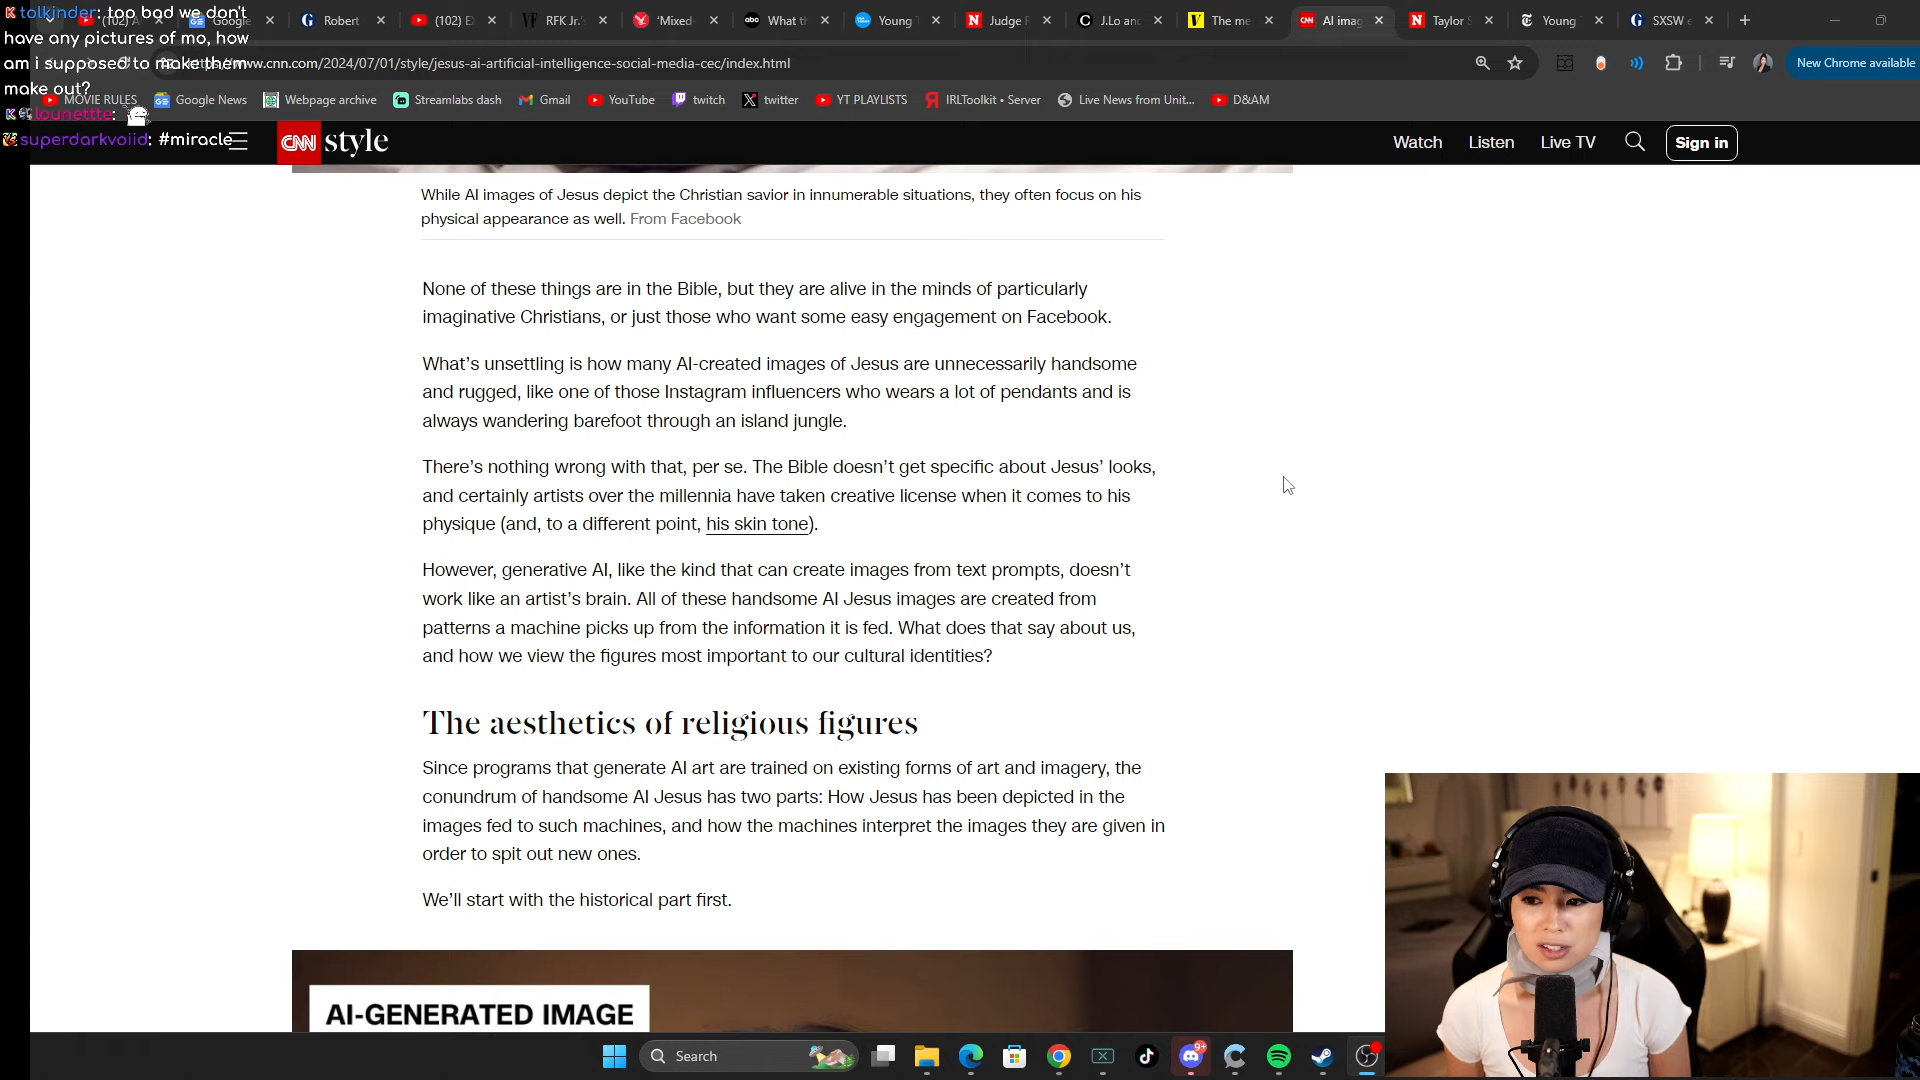 talkinder: too bad we don't
have any pictures of mo, how
am i supposed to make them
make out?
lounettte:
superdarkvoiid: #miracle
(102) A
Google
Robert
(102) E
RFK Jr.'s
'Mixed-
What t
Young
Judge F
J.Lo and
The me
AI imag
Taylor S
Young
SXSW
www.cnn.com/2024/07/01/style/jesus-ai-artificial-intelligence-social-media-cec/index.html
New Chrome available
MOVIE RULES
Google News
Webpage archive
Streamlabs dash
Gmail
YouTube
twitch
twitter
YT PLAYLISTS
IRLToolkit • Server
Live News from Unit...
D&AM
CNN style
Watch
Listen
Live TV
Sign in
While AI images of Jesus depict the Christian savior in innumerable situations, they often focus on his
physical appearance as well. From Facebook
None of these things are in the Bible, but they are alive in the minds of particularly
imaginative Christians, or just those who want some easy engagement on Facebook.
What's unsettling is how many AI-created images of Jesus are unnecessarily handsome
and rugged, like one of those Instagram influencers who wears a lot of pendants and is
always wandering barefoot through an island jungle.
There's nothing wrong with that, per se. The Bible doesn't get specific about Jesus' looks,
and certainly artists over the millennia have taken creative license when it comes to his
physique (and, to a different point, his skin tone).
However, generative AI, like the kind that can create images from text prompts, doesn't
work like an artist's brain. All of these handsome AI Jesus images are created from
patterns a machine picks up from the information it is fed. What does that say about us,
and how we view the figures most important to our cultural identities?
The aesthetics of religious figures
Since programs that generate AI art are trained on existing forms of art and imagery, the
conundrum of handsome AI Jesus has two parts: How Jesus has been depicted in the
images fed to such machines, and how the machines interpret the images they are given in
order to spit out new ones.
We'll start with the historical part first.
AI-GENERATED IMAGE
Search
9+